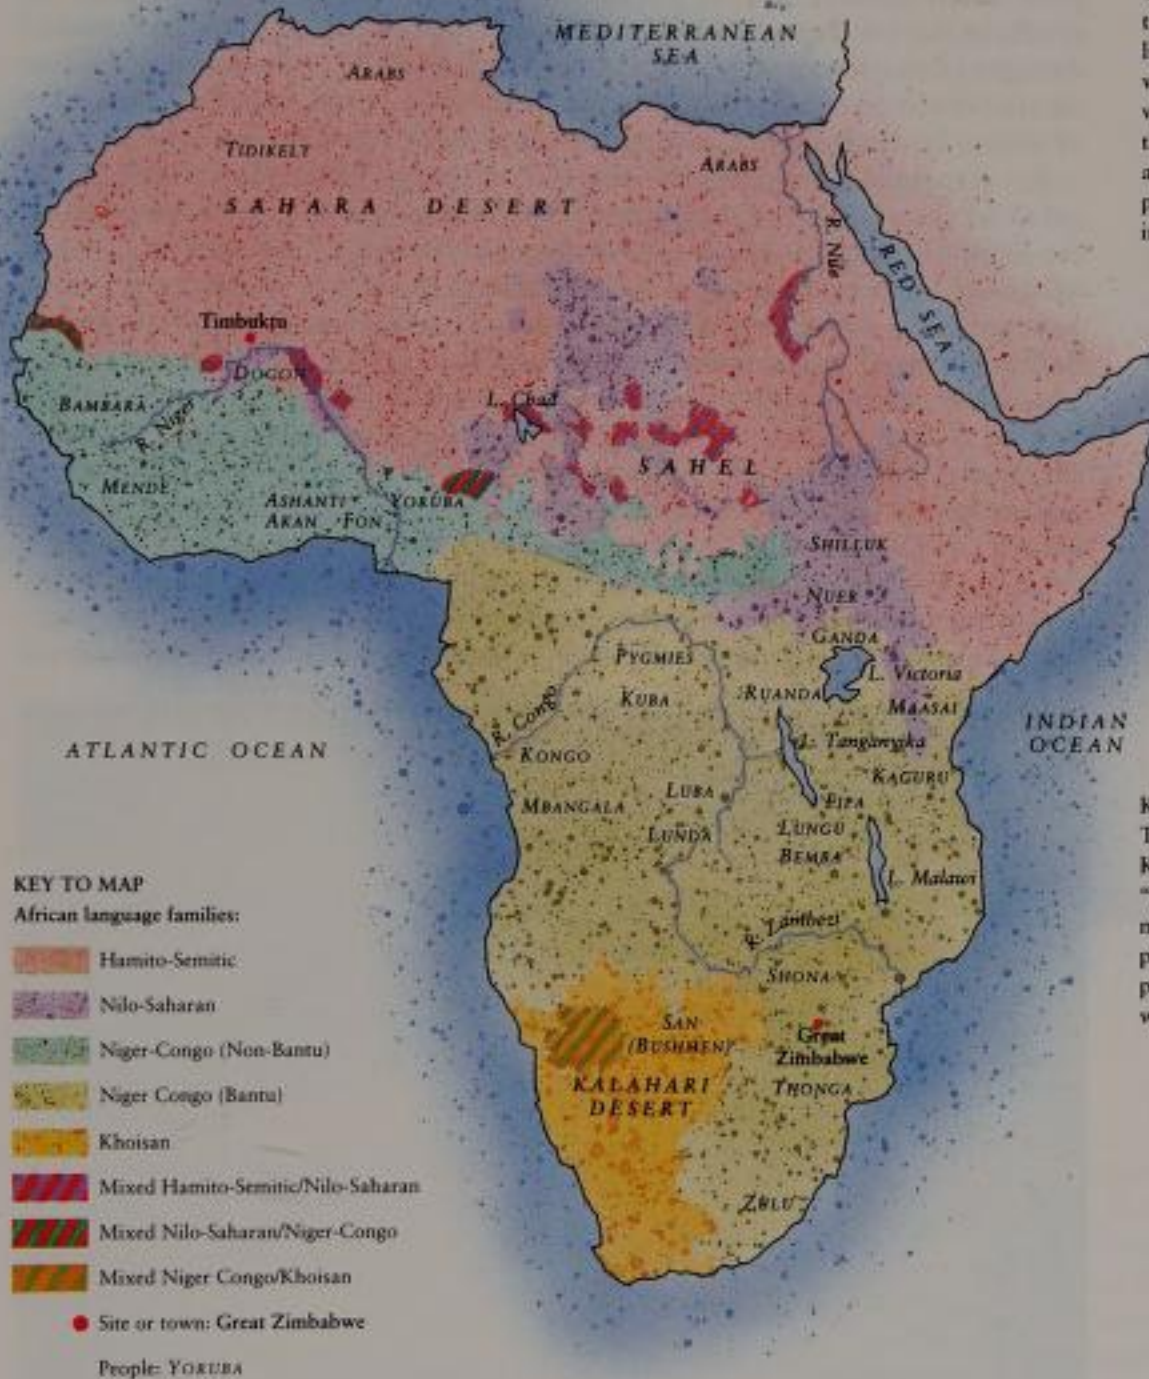 MEDITERRANEAN
SEA
ARABS
TIDIKELT
ARABS
SAHARA DESERT
R. Nile
RED SEA
Timbuktu
DOGON
BAMBARA
R. Niger
L. Chad
SAHEL
MENDE
ASHANTI
YORUBA
AKAN FON
SHILLUK
NUER
GANDA
PYGMIES
L. Victoria
KUBA
RUANDA
MAASAI
R. Congo
INDIAN
OCEAN
ATLANTIC OCEAN
KONGO
L. Tanganyika
KAGURU
LUBA
MBANGALA
FIPA
LUNDA
LUNGU
BEMBA
L. Malawi
SHONA
SAN
(BUSHMEN)
Great
Zimbabwe
KALAHARI
DESERT
THONGA
ZULU
KEY TO MAP
African language families:
Hamito-Semitic
Nilo-Saharan
Niger-Congo (Non-Bantu)
Niger Congo (Bantu)
Khoisan
Mixed Hamito-Semitic/Nilo-Saharan
Mixed Nilo-Saharan/Niger-Congo
Mixed Niger Congo/Khoisan
Site or town: Great Zimbabwe
People: YORUBA